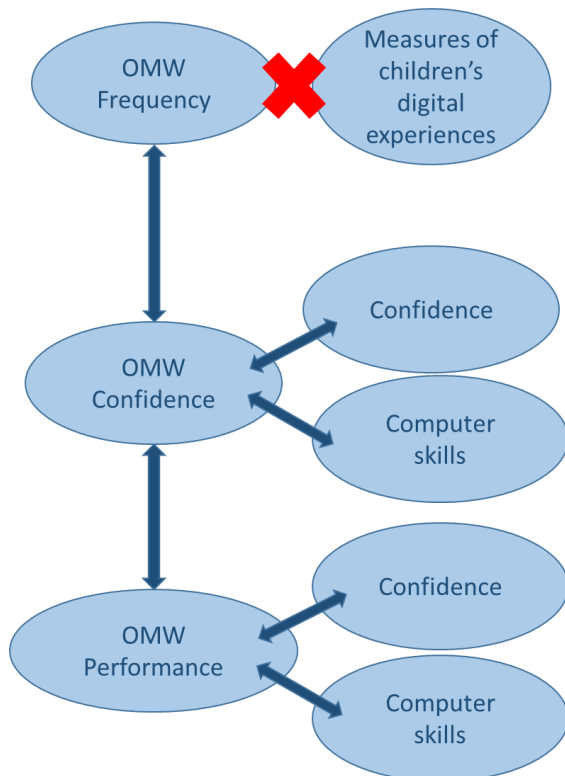 OMW
Frequency
Measures of
children's
digital
experiences
OMW
Confidence
Confidence
Computer
skills
OMW
Performance
Confidence
Computer
skills